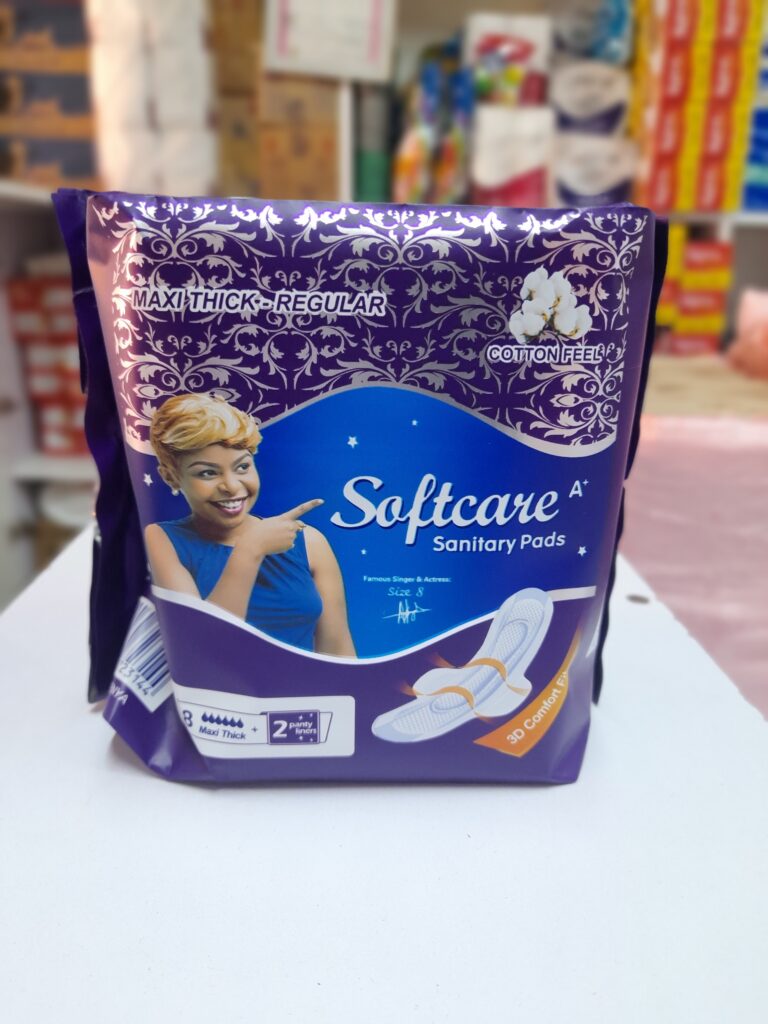 MAXI THICK - REGULAR
COTTON FEEL
Softcare A+
Sanitary Pads
Famous Singer & Actress:
Size 8
8
Maxi Thick
+
2 panty
liners
3D Comfort
23144